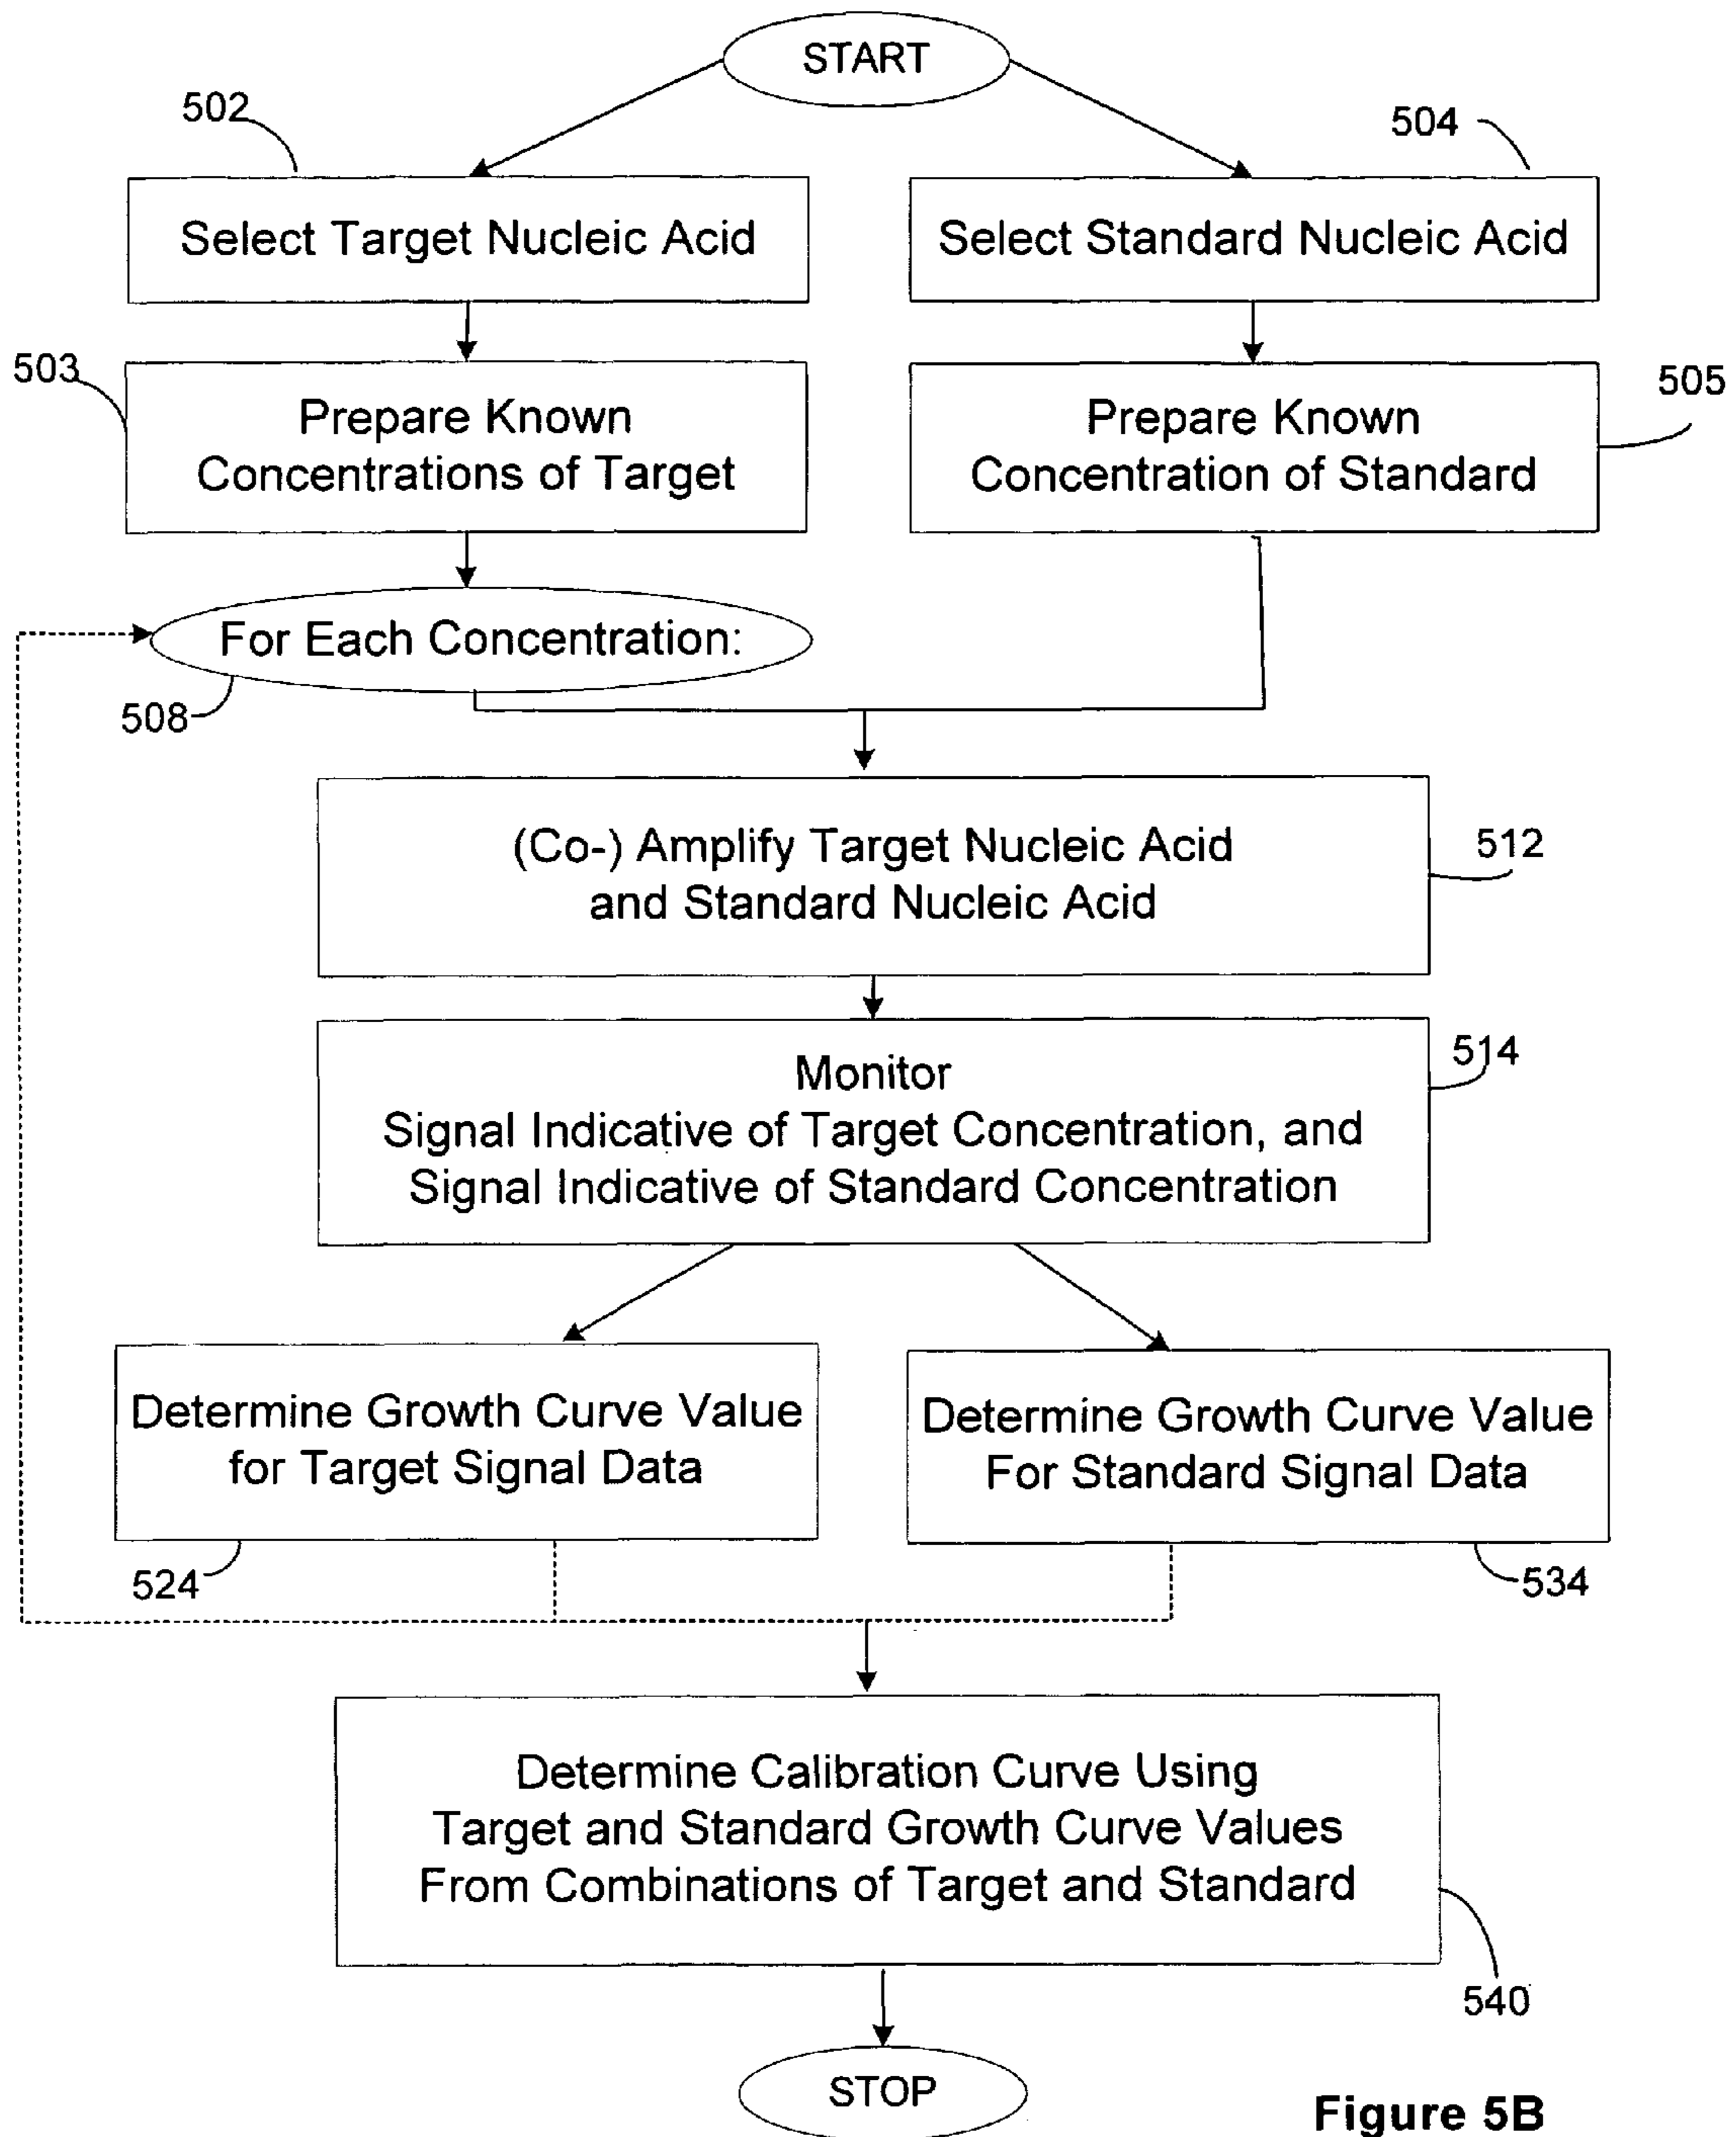 START
502
504
Select Target Nucleic Acid
Select Standard Nucleic Acid
503
505
Prepare Known
Concentrations of Target
Prepare Known
Concentration of Standard
For Each Concentration:
508
(Co-) Amplify Target Nucleic Acid
and Standard Nucleic Acid
512
514
Monitor
Signal Indicative of Target Concentration, and
Signal Indicative of Standard Concentration
Determine Growth Curve Value
for Target Signal Data
Determine Growth Curve Value
For Standard Signal Data
524
534
Determine Calibration Curve Using
Target and Standard Growth Curve Values
From Combinations of Target and Standard
540
STOP
Figure 5B